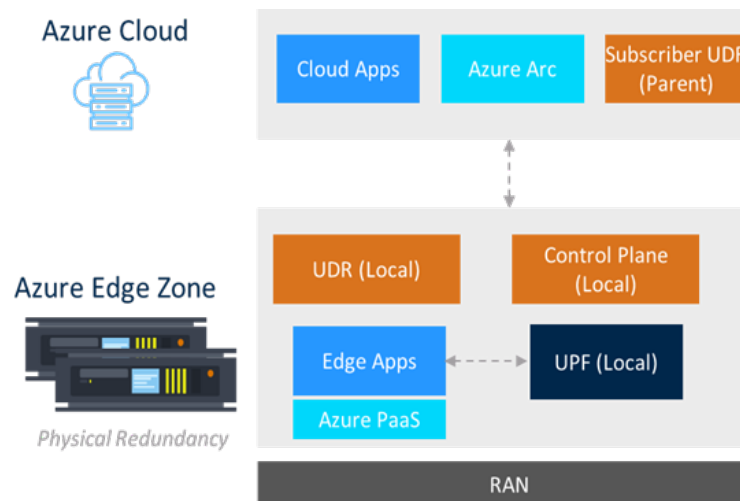 Azure Cloud
Cloud Apps
Azure Arc
Subscriber UDR
(Parent)
Azure Edge Zone
Physical Redundancy
UDR (Local)
Control Plane
(Local)
Edge Apps
Azure PaaS
UPF (Local)
RAN